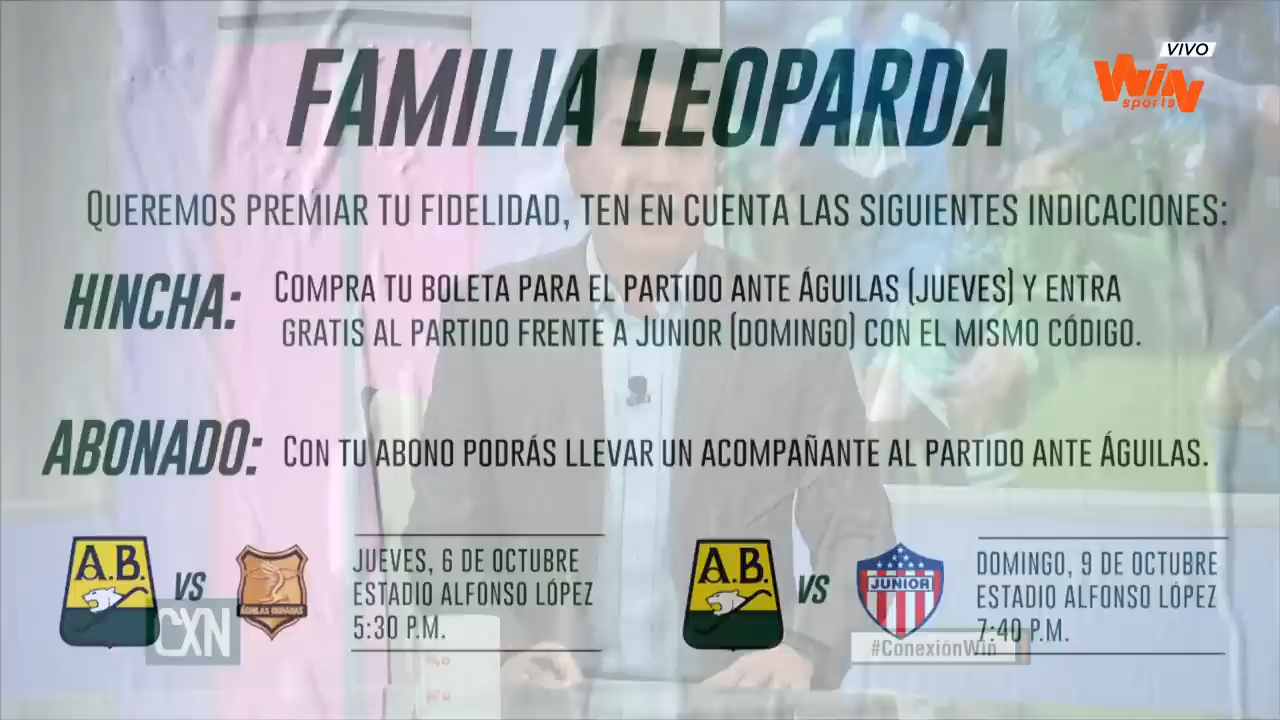 VIVO
Win
sports
FAMILIA LEOPARDA
QUEREMOS PREMIAR TU FIDELIDAD, TEN EN CUENTA LAS SIGUIENTES INDICACIONES:
HINCHA: COMPRA TU BOLETA PARA EL PARTIDO ANTE ÁGUILAS (JUEVES) Y ENTRA
GRATIS AL PARTIDO FRENTE A JUNIOR (DOMINGO) CON EL MISMO CÓDIGO.
ABONADO: CON TU ABONO PODRÁS LLEVAR UN ACOMPAÑANTE AL PARTIDO ANTE ÁGUILAS.
A.B. VS ÁGUILAS DORADAS
JUEVES, 6 DE OCTUBRE
ESTADIO ALFONSO LÓPEZ
5:30 P.M.
A.B. VS JUNIOR
DOMINGO, 9 DE OCTUBRE
ESTADIO ALFONSO LÓPEZ
7:40 P.M.
CXN
#ConexiónWin